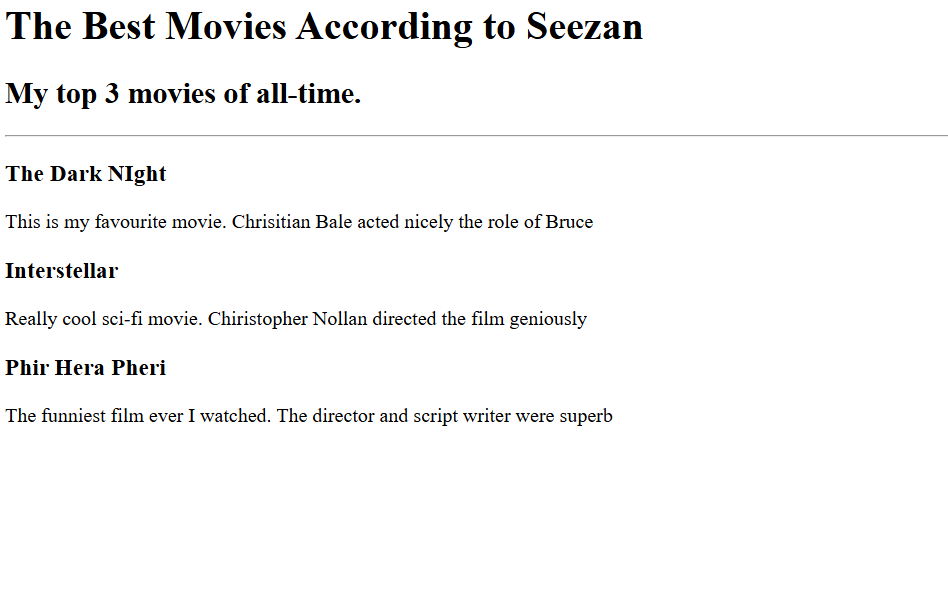 The Best Movies According to Seezan
My top 3 movies of all-time.
The Dark NIght
This is my favourite movie. Chrisitian Bale acted nicely the role of Bruce
Interstellar
Really cool sci-fi movie. Chiristopher Nollan directed the film geniously
Phir Hera Pheri
The funniest film ever I watched. The director and script writer were superb